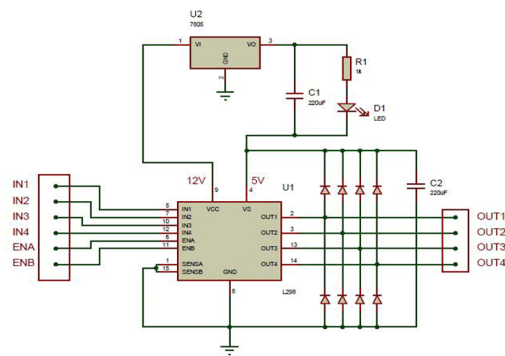 U2
7805
1 VI VO 3
GND
2
R1
1k
C1
220uF
D1
LED
12V 5V U1
9 4
C2
220uF
IN1
IN2
IN3
IN4
ENA
ENB
5 IN1 VCC VS OUT1 2
7 IN2 OUT2 3
10 IN3 OUT3 13
12 IN4 OUT4 14
6 ENA
11 ENB
1 SENSA
15 SENSB GND
8
L298
OUT1
OUT2
OUT3
OUT4